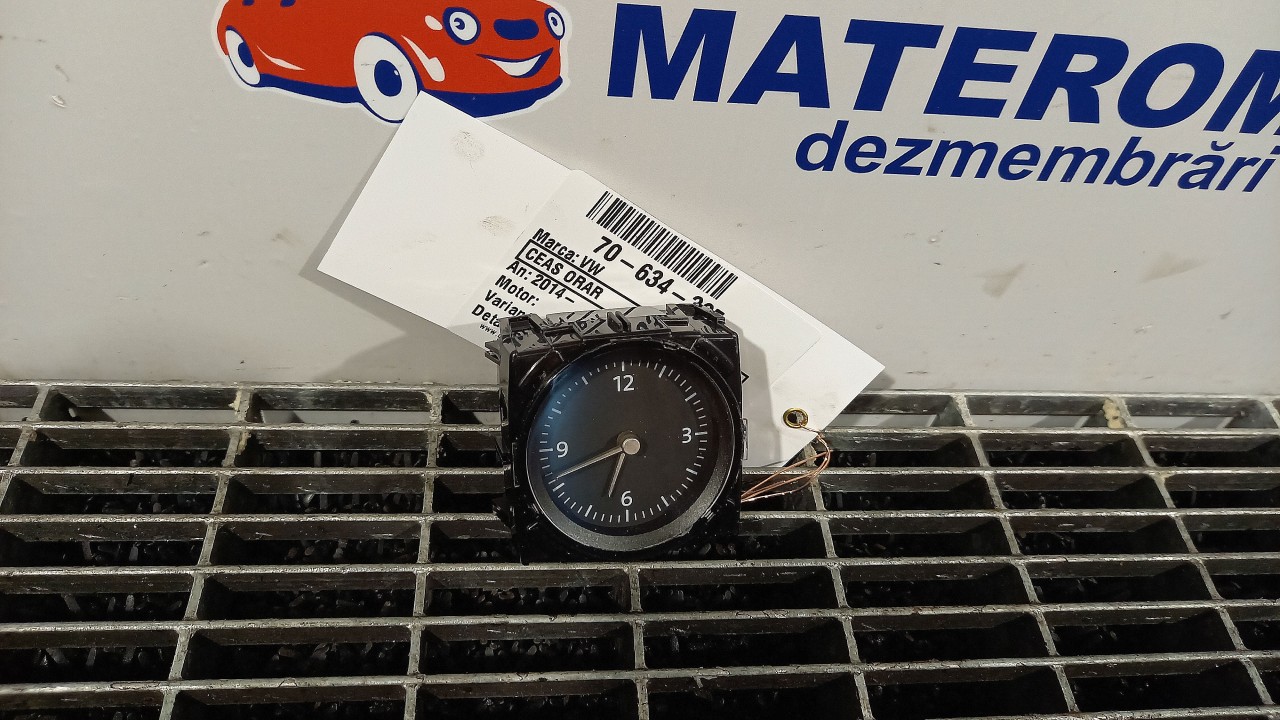 MATEROM
dezmembrări
70-634-
Marca: VW
CEAS ORAR
An: 2014-
Motor:
12
9
3
6